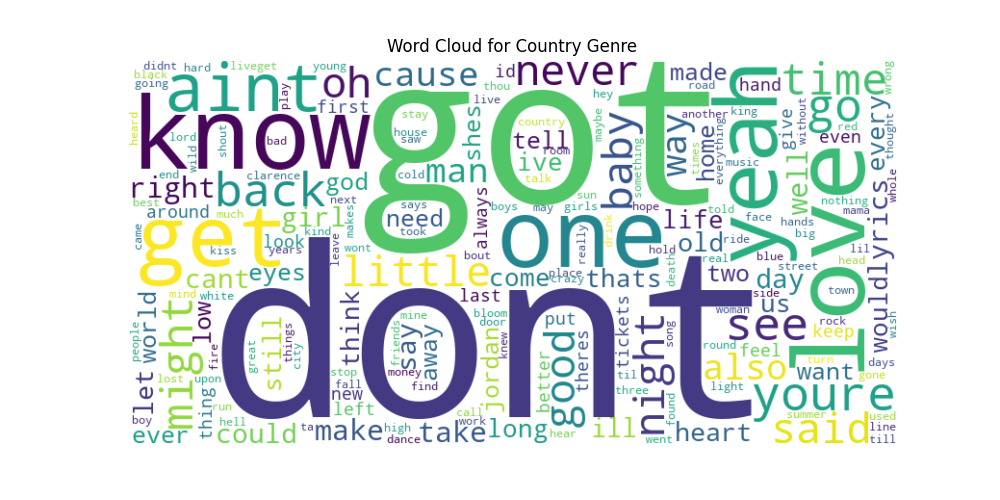 Word Cloud for Country Genre
didnt
hard
liveget
young
black
going
aint
oh
cause
id
never
made
hand
time
wrong
play
first
thou
hey
road
know
got
stay
live
country
maybe
another
king
give
without
go
red
every
thought
heard
lord
wild
shout
bad
house
saw
ashes
tell
room
ive
talk
baby
something
way
times
home
everything
music
yeah
well
even
love
nothing
whole
end
clarence
right
back
god
cold
man
sun
best
next
says
boys
may
girls
hope
told
face
hands
mama
around
much
girl
makes
need
took
always
one
really
drink
life
ride
big
lil
came
get
kiss
kind
look
years
leave
wont
bout
hold
old
real
blue
street
head
cant
eyes
little
come
place
crazy
thats
death
two
day
town
wouldlyrics
mind
white
last
side
woman
us
rock
world
people
might
low
fire
still
great
things
city
think
dont
friends
mine
say
away
bloom
door
knew
jordan
put
theres
good
better
tickets
night
song
see
keep
wish
round
feel
also
want
turn
days
gone
lost
upon
stop
money
find
fall
til
three
light
found
let
boy
thing
run
hell
new
left
call
work
youre
summer
used
ever
could
ta
make
high
dance
take
long
hear
ill
went
heart
said
line
till